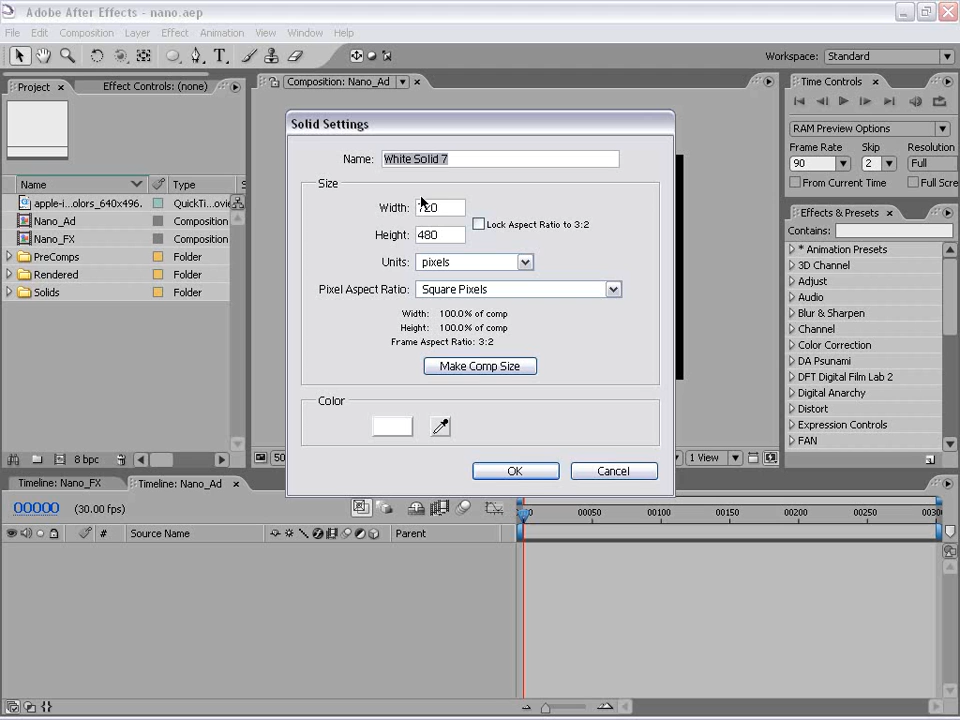 Adobe After Effects - nano.aep
File Edit Composition Layer Effect Animation View Window Help
Workspace: Standard
Project Effect Controls: (none)
Composition: Nano_Ad
Time Controls
RAM Preview Options
Frame Rate Skip Resolution
90 2 Full
From Current Time Full Scre
Effects & Presets
Contains:
* Animation Presets
3D Channel
Adjust
Audio
Blur & Sharpen
Channel
Color Correction
DA Psunami
DFT Digital Film Lab 2
Digital Anarchy
Distort
Expression Controls
FAN
Name Type S
apple-i...olors_640x496. QuickTi...ovie
Nano_Ad Composition
Nano_FX Composition
PreComps Folder
Rendered Folder
Solids Folder
8 bpc
Solid Settings
Name: White Solid 7
Size
Width: 720
Lock Aspect Ratio to 3:2
Height: 480
Units: pixels
Pixel Aspect Ratio: Square Pixels
Width: 100.0% of comp
Height: 100.0% of comp
Frame Aspect Ratio: 3:2
Make Comp Size
Color
OK Cancel
50
1 View
Timeline: Nano_FX Timeline: Nano_Ad
00000 (30.00 fps)
00050 00100 00150 00200 00250 0030
# Source Name Parent